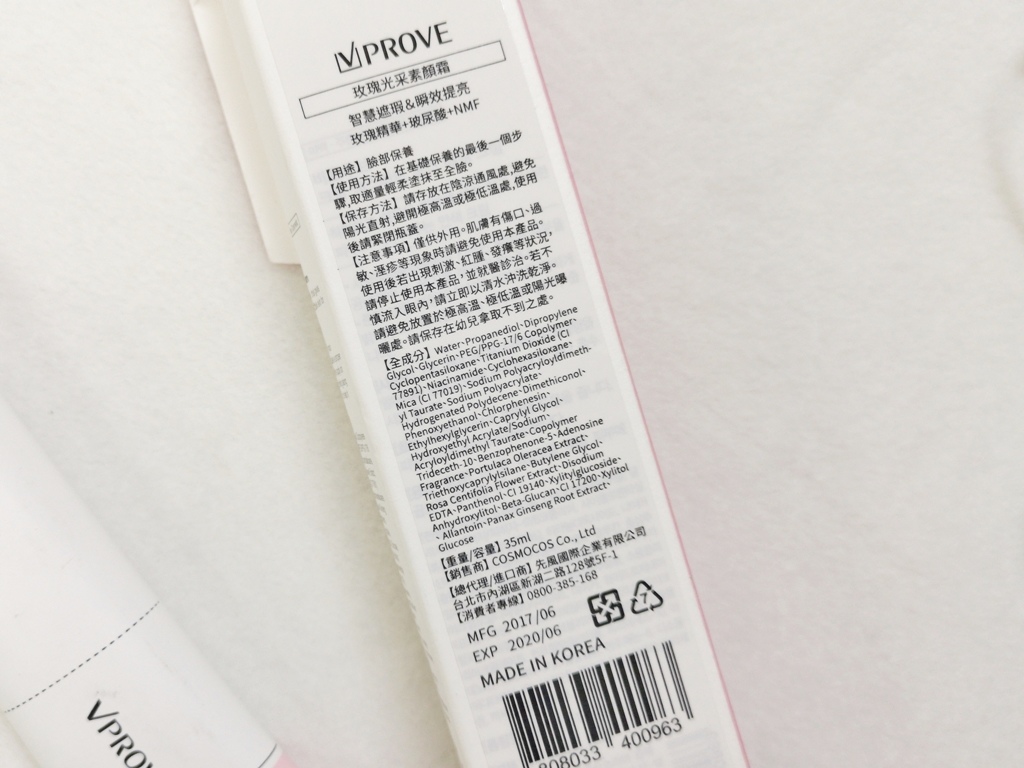 VPROVE
玫瑰光采素顏霜
智慧遮瑕&瞬效提亮
玫瑰精華+玻尿酸+NMF
【用途】臉部保養
【使用方法】在基礎保養的最後一個步
驟,取適量輕柔塗抹至全臉。
【保存方法】請存放在陰涼通風處,避免
陽光直射,避開極高溫或極低溫處,使用
後請緊閉瓶蓋。
【注意事項】僅供外用。肌膚有傷口、過
敏、溼疹等現象時請避免使用本產品。
使用後若出現刺激、紅腫、發癢等狀況,
請停止使用本產品,並就醫診治。若不
慎流入眼內,請立即以清水沖洗乾淨。
請避免放置於極高溫、極低溫或陽光曝
曬處。請保存在幼兒拿取不到之處。
【全成分】Water、Propanediol、Dipropylene
Glycol、Glycerin、PEG/PPG-17/6 Copolymer、
Cyclopentasiloxane、Titanium Dioxide (CI
77891)、Niacinamide、Cyclohexasiloxane、
Mica (CI 77019)、Sodium Polyacryloyldimeth-
yl Taurate、Sodium Polyacrylate、
Hydrogenated Polydecene、Dimethiconol、
Phenoxyethanol、Chlorphenesin、
Ethylhexylglycerin、Caprylyl Glycol、
Hydroxyethyl Acrylate/Sodium、
Acryloyldimethyl Taurate、Copolymer
Trideceth-10、Benzophenone-5、Adenosine
Fragrance、Portulaca Oleracea Extract、
Triethoxycaprylylsilane、Butylene Glycol、
Rosa Centifolia Flower Extract、Disodium
EDTA、Panthenol、CI 19140、Xylitylglucoside、
Anhydroxylitol、Beta-Glucan、CI 17200、Xylitol
、Allantoin、Panax Ginseng Root Extract、
Glucose
【重量/容量】35ml
【銷售商】COSMOCOS Co., Ltd
【總代理/進口商】先風國際企業有限公司
台北市內湖區新湖二路128號5F-1
【消費者專線】0800-385-168
MFG 2017/06
EXP 2020/06
MADE IN KOREA
808033 400963
VPROV